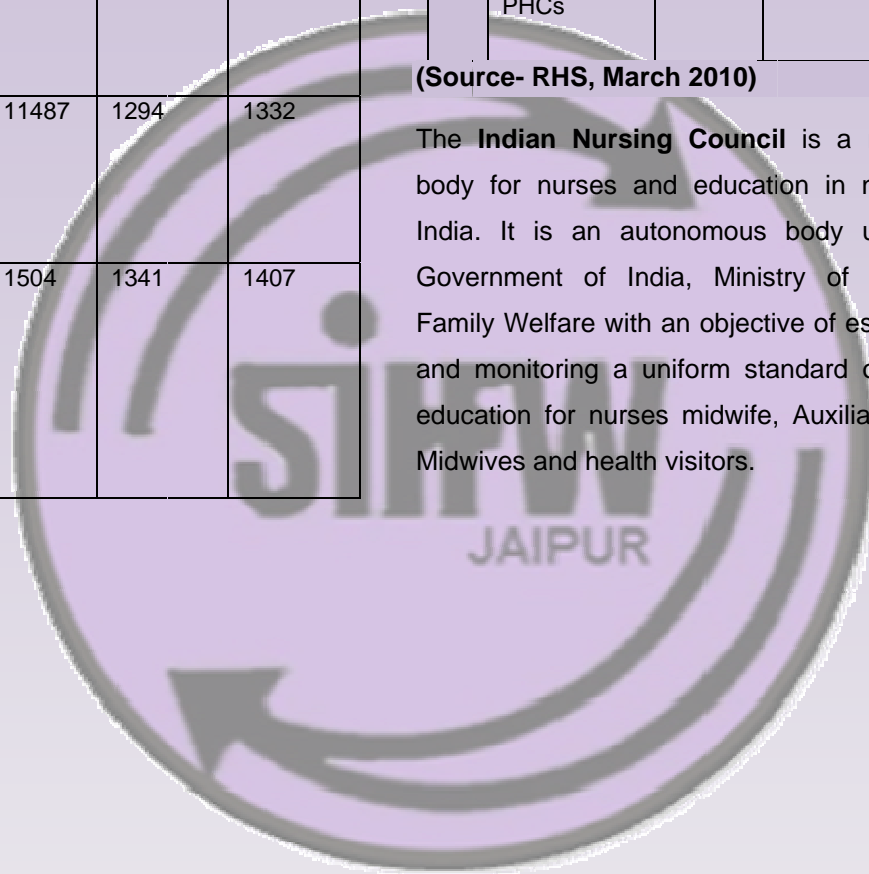 11487 1294 1332
1504 1341 1407
PHCs
(Source- RHS, March 2010)
The Indian Nursing Council is a
body for nurses and education in
India. It is an autonomous body
Government of India, Ministry of
Family Welfare with an objective of
and monitoring a uniform standard
education for nurses midwife,
Midwives and health visitors.
SIHFW
JAIPUR